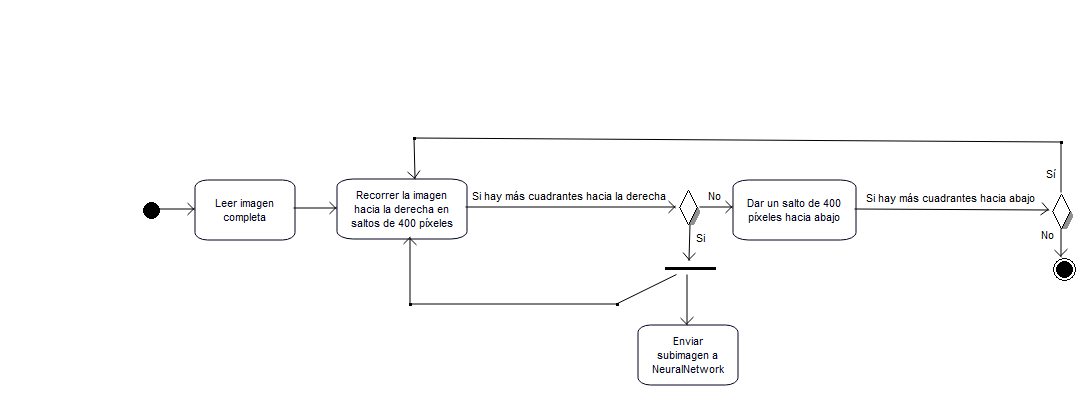 Leer imagen
completa
Recorrer la imagen
hacia la derecha en
saltos de 400 píxeles
Si hay más cuadrantes hacia la derecha
No
Si
Enviar
subimagen a
NeuralNetwork
Dar un salto de 400
píxeles hacia abajo
Si hay más cuadrantes hacia abajo
Sí
No